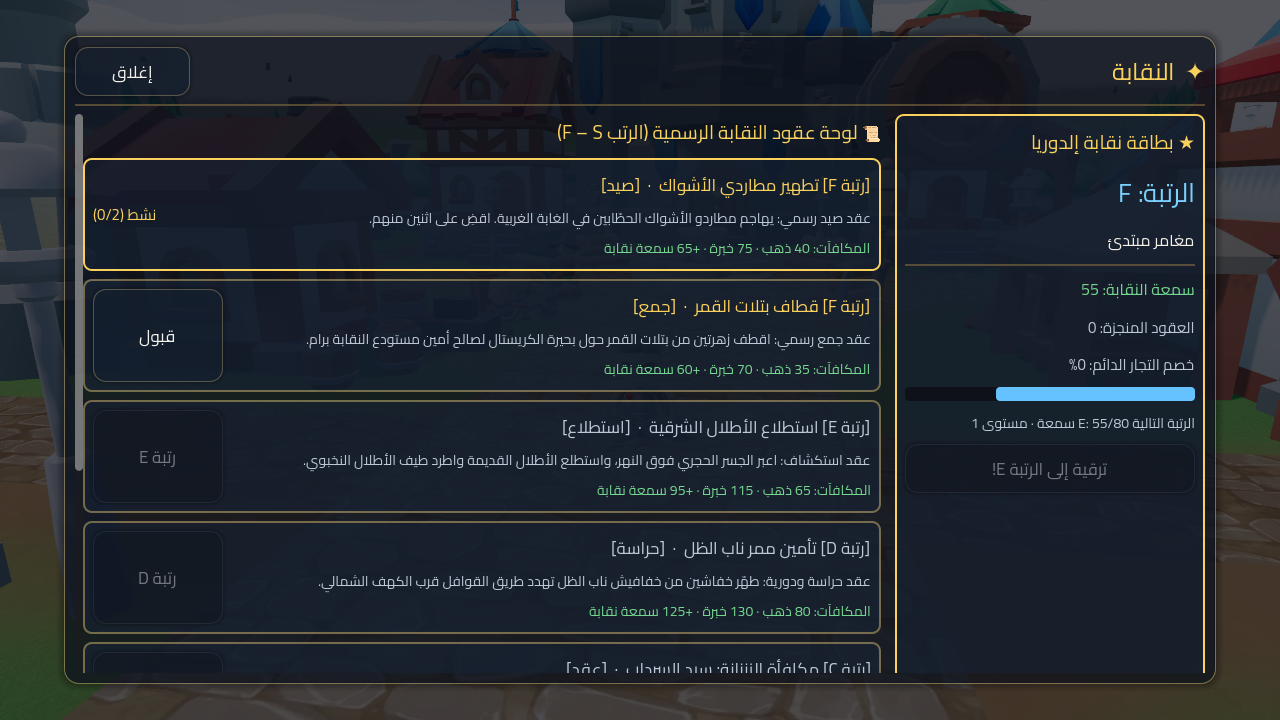 ✦ النقابة
إغلاق
★ بطاقة نقابة إلدوريا
الرتبة: F
مغامر مبتدئ
سمعة النقابة: 55
العقود المنجزة: 0
خصم التجار الدائم: 0%
الرتبة التالية E: 55/80 سمعة · مستوى 1
ترقية إلى الرتبة E!
📜 لوحة عقود النقابة الرسمية (الرتب F – S)
[رتبة F] تطهير مطاردي الأشواك · [صيد]
عقد صيد رسمي: يهاجم مطاردو الأشواك الحطّابين في الغابة الغربية. اقضِ على اثنين منهم.
المكافآت: 40 ذهب · 75 خبرة · +65 سمعة نقابة
نشط (0/2)
[رتبة F] قطاف بتلات القمر · [جمع]
عقد جمع رسمي: اقطف زهرتين من بتلات القمر حول بحيرة الكريستال لصالح أمين مستودع النقابة برام.
المكافآت: 35 ذهب · 70 خبرة · +60 سمعة نقابة
قبول
[رتبة E] استطلاع الأطلال الشرقية · [استطلاع]
عقد استكشاف: اعبر الجسر الحجري فوق النهر، واستطلع الأطلال القديمة واطرد طيف الأطلال النخبوي.
المكافآت: 65 ذهب · 115 خبرة · +95 سمعة نقابة
رتبة E
[رتبة D] تأمين ممر ناب الظل · [حراسة]
عقد حراسة ودورية: طهّر خفاشين من خفافيش ناب الظل تهدد طريق القوافل قرب الكهف الشمالي.
المكافآت: 80 ذهب · 130 خبرة · +125 سمعة نقابة
رتبة D
[رتبة C] مكافأة الزنزانة: سيد السرداب · [عقد]